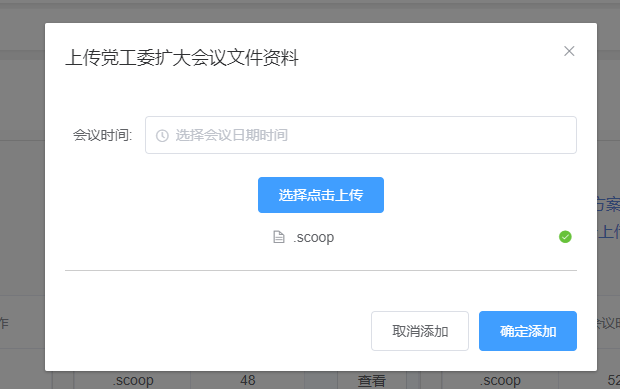 上传党工委扩大会议文件资料
会议时间: 选择会议日期时间
选择点击上传
.scoop
取消添加 确定添加
方案
上传
作
会议时
.scoop 48 查看 .scoop 52